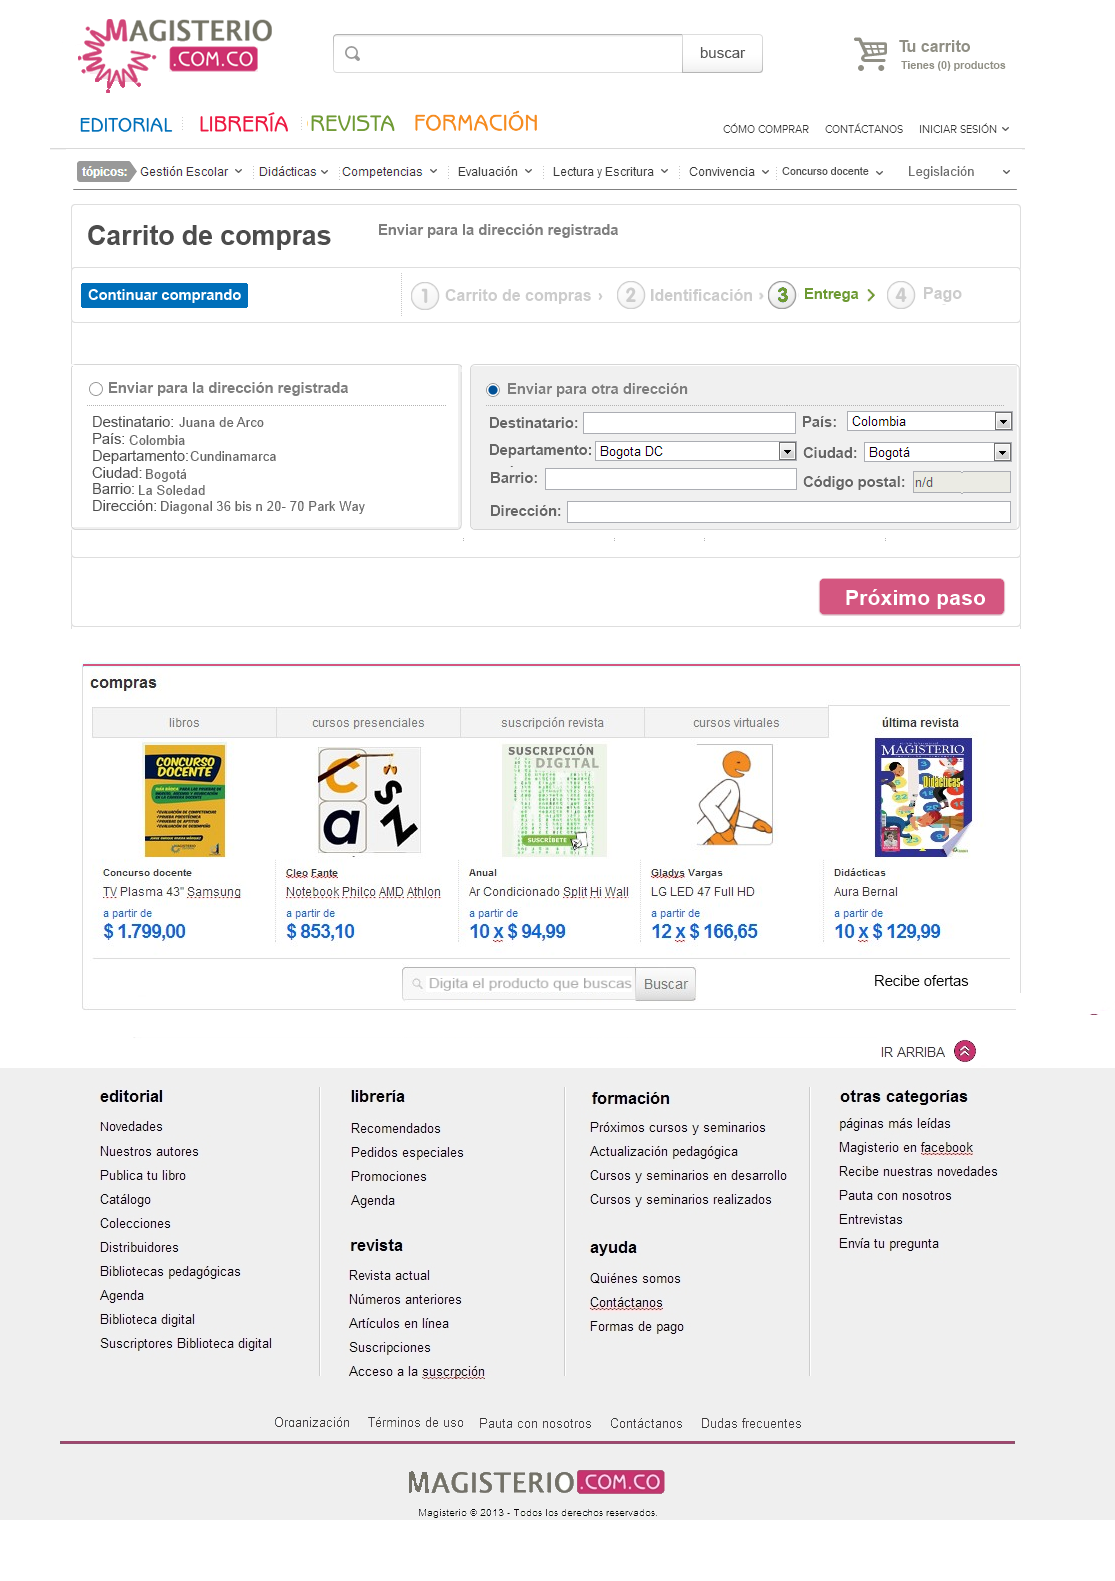 MAGISTERIO
.COM.CO
buscar
Tu carrito
Tienes (0) productos
EDITORIAL LIBRERÍA REVISTA FORMACIÓN
CÓMO COMPRAR CONTÁCTANOS INICIAR SESIÓN
tópicos: Gestión Escolar Didácticas Competencias Evaluación Lectura y Escritura Convivencia Concurso docente Legislación
Carrito de compras
Enviar para la dirección registrada
Continuar comprando
1 Carrito de compras › 2 Identificación › 3 Entrega 4 Pago
Enviar para la dirección registrada
Destinatario: Juana de Arco
País: Colombia
Departamento: Cundinamarca
Ciudad: Bogotá
Barrio: La Soledad
Dirección: Diagonal 36 bis n 20- 70 Park Way
Enviar para otra dirección
Destinatario: País: Colombia
Departamento: Bogota DC Ciudad: Bogotá
Barrio: Código postal: n/d
Dirección:
Próximo paso
compras
libros cursos presenciales suscripción revista cursos virtuales última revista
CONCURSO
DOCENTE
c
a
s
z
SUSCRIPCIÓN
DIGITAL
SUSCRIBETE
MAGISTERIO
Didácticas
Concurso docente
TV Plasma 43" Samsung
a partir de
$ 1.799,00
Cleo Fante
Notebook Philco AMD Athlon
a partir de
$ 853,10
Anual
Ar Condicionado Split Hi Wall
a partir de
10 x $ 94,99
Gladys Vargas
LG LED 47 Full HD
a partir de
12 x $ 166,65
Didácticas
Aura Bernal
a partir de
10 x $ 129,99
Digita el producto que buscas Buscar
Recibe ofertas
IR ARRIBA
editorial
Novedades
Nuestros autores
Publica tu libro
Catálogo
Colecciones
Distribuidores
Bibliotecas pedagógicas
Agenda
Biblioteca digital
Suscriptores Biblioteca digital
librería
Recomendados
Pedidos especiales
Promociones
Agenda
revista
Revista actual
Números anteriores
Artículos en línea
Suscripciones
Acceso a la suscrpción
formación
Próximos cursos y seminarios
Actualización pedagógica
Cursos y seminarios en desarrollo
Cursos y seminarios realizados
ayuda
Quiénes somos
Contáctanos
Formas de pago
otras categorías
páginas más leídas
Magisterio en facebook
Recibe nuestras novedades
Pauta con nosotros
Entrevistas
Envía tu pregunta
Organización Términos de uso Pauta con nosotros Contáctanos Dudas frecuentes
MAGISTERIO.COM.CO
Magisterio © 2013 - Todos los derechos reservados.